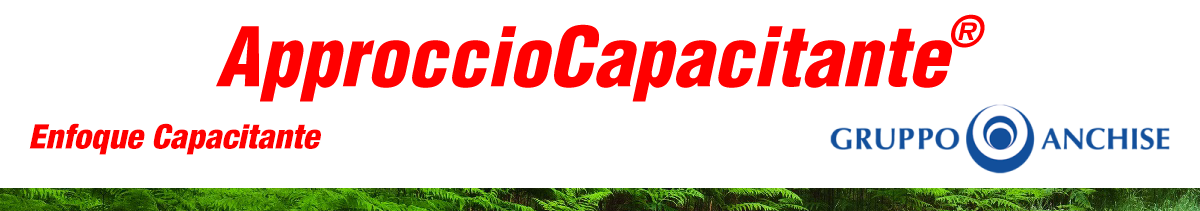 ApproccioCapacitante®
Enfoque Capacitante
GRUPPO ANCHISE